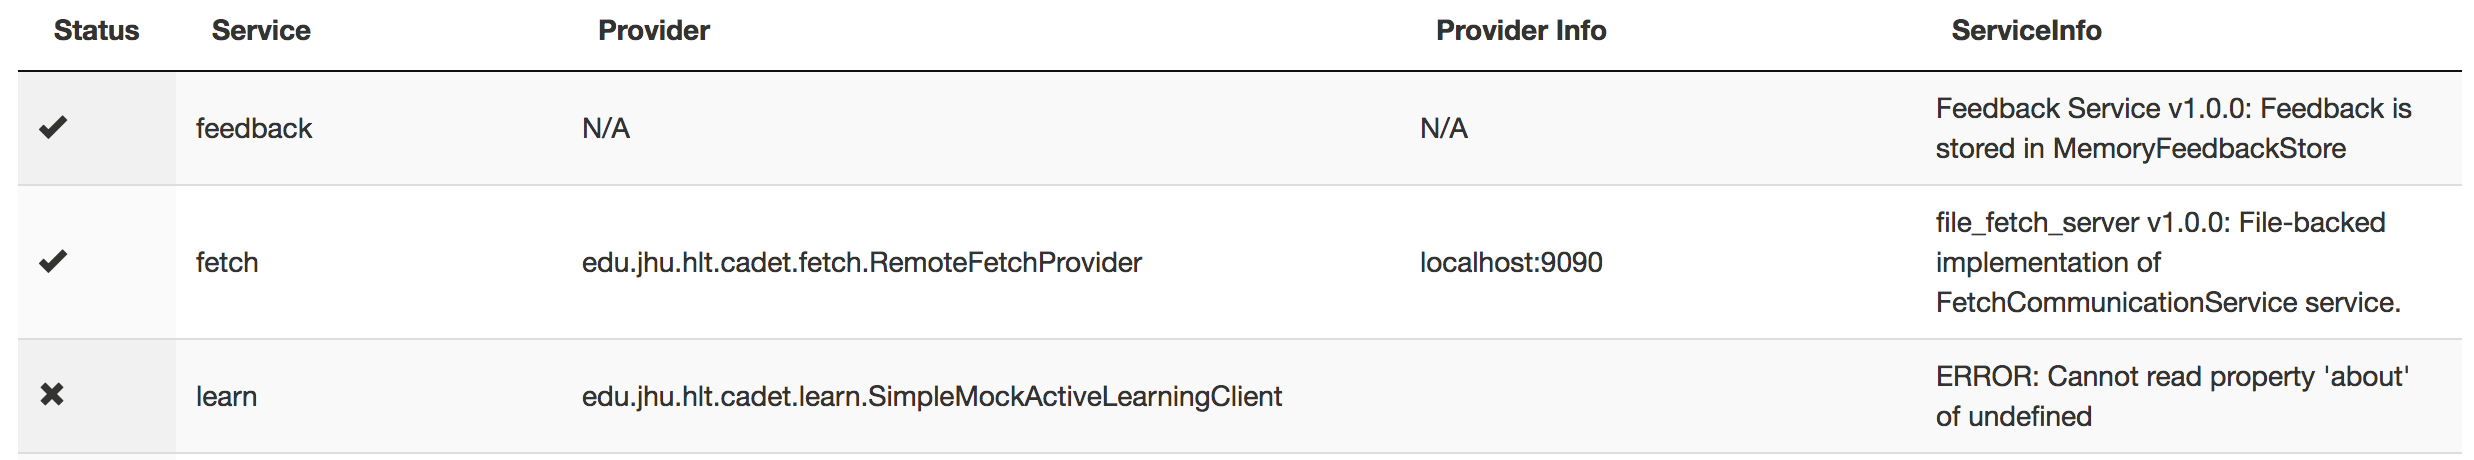 Status Service Provider Provider Info ServiceInfo
feedback N/A N/A Feedback Service v1.0.0: Feedback is
stored in MemoryFeedbackStore
fetch edu.jhu.hlt.cadet.fetch.RemoteFetchProvider localhost:9090 file_fetch_server v1.0.0: File-backed
implementation of
FetchCommunicationService service.
learn edu.jhu.hlt.cadet.learn.SimpleMockActiveLearningClient ERROR: Cannot read property 'about'
of undefined